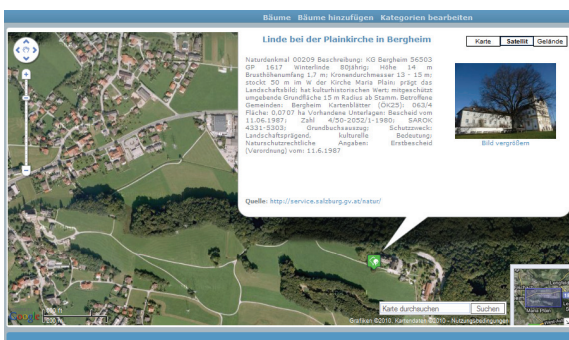 Bäume Bäume hinzufügen Kategorien bearbeiten
Linde bei der Plainkirche in Bergheim
Karte Satellit Gelände
Naturdenkmal 00209 Beschreibung: KG Bergheim 56503
GP 1617 Winterlinde 80jährig; Höhe 14 m
Brusthöhenumfang 1,7 m; Kronendurchmesser 13 - 15 m;
stockt 50 m im W der Kirche Maria Plain; prägt das
Landschaftsbild; hat kulturhistorischen Wert; mitgeschützt
umgebende Grundfläche 15 m Radius ab Stamm. Betroffene
Gemeinden: Bergheim Kartenblätter (ÖK25): 063/4
Fläche: 0,0707 ha Vorhandene Unterlagen: Bescheid vom
11.06.1987; Zahl 4/50-2052/1-1980; SAROK
4331-5303; Grundbuchsauszug; Schutzzweck:
Landschaftsprägend, kulturelle Bedeutung;
Naturschutzrechtliche Angaben: Erstbescheid
(Verordnung) vom: 11.6.1987
Bild vergrößern
Quelle: http://service.salzburg.gv.at/natur/
Karte durchsuchen Suchen
Maria Plain
Google
200 m
Grafiken ©2010, Kartendaten ©2010 - Nutzungsbedingungen